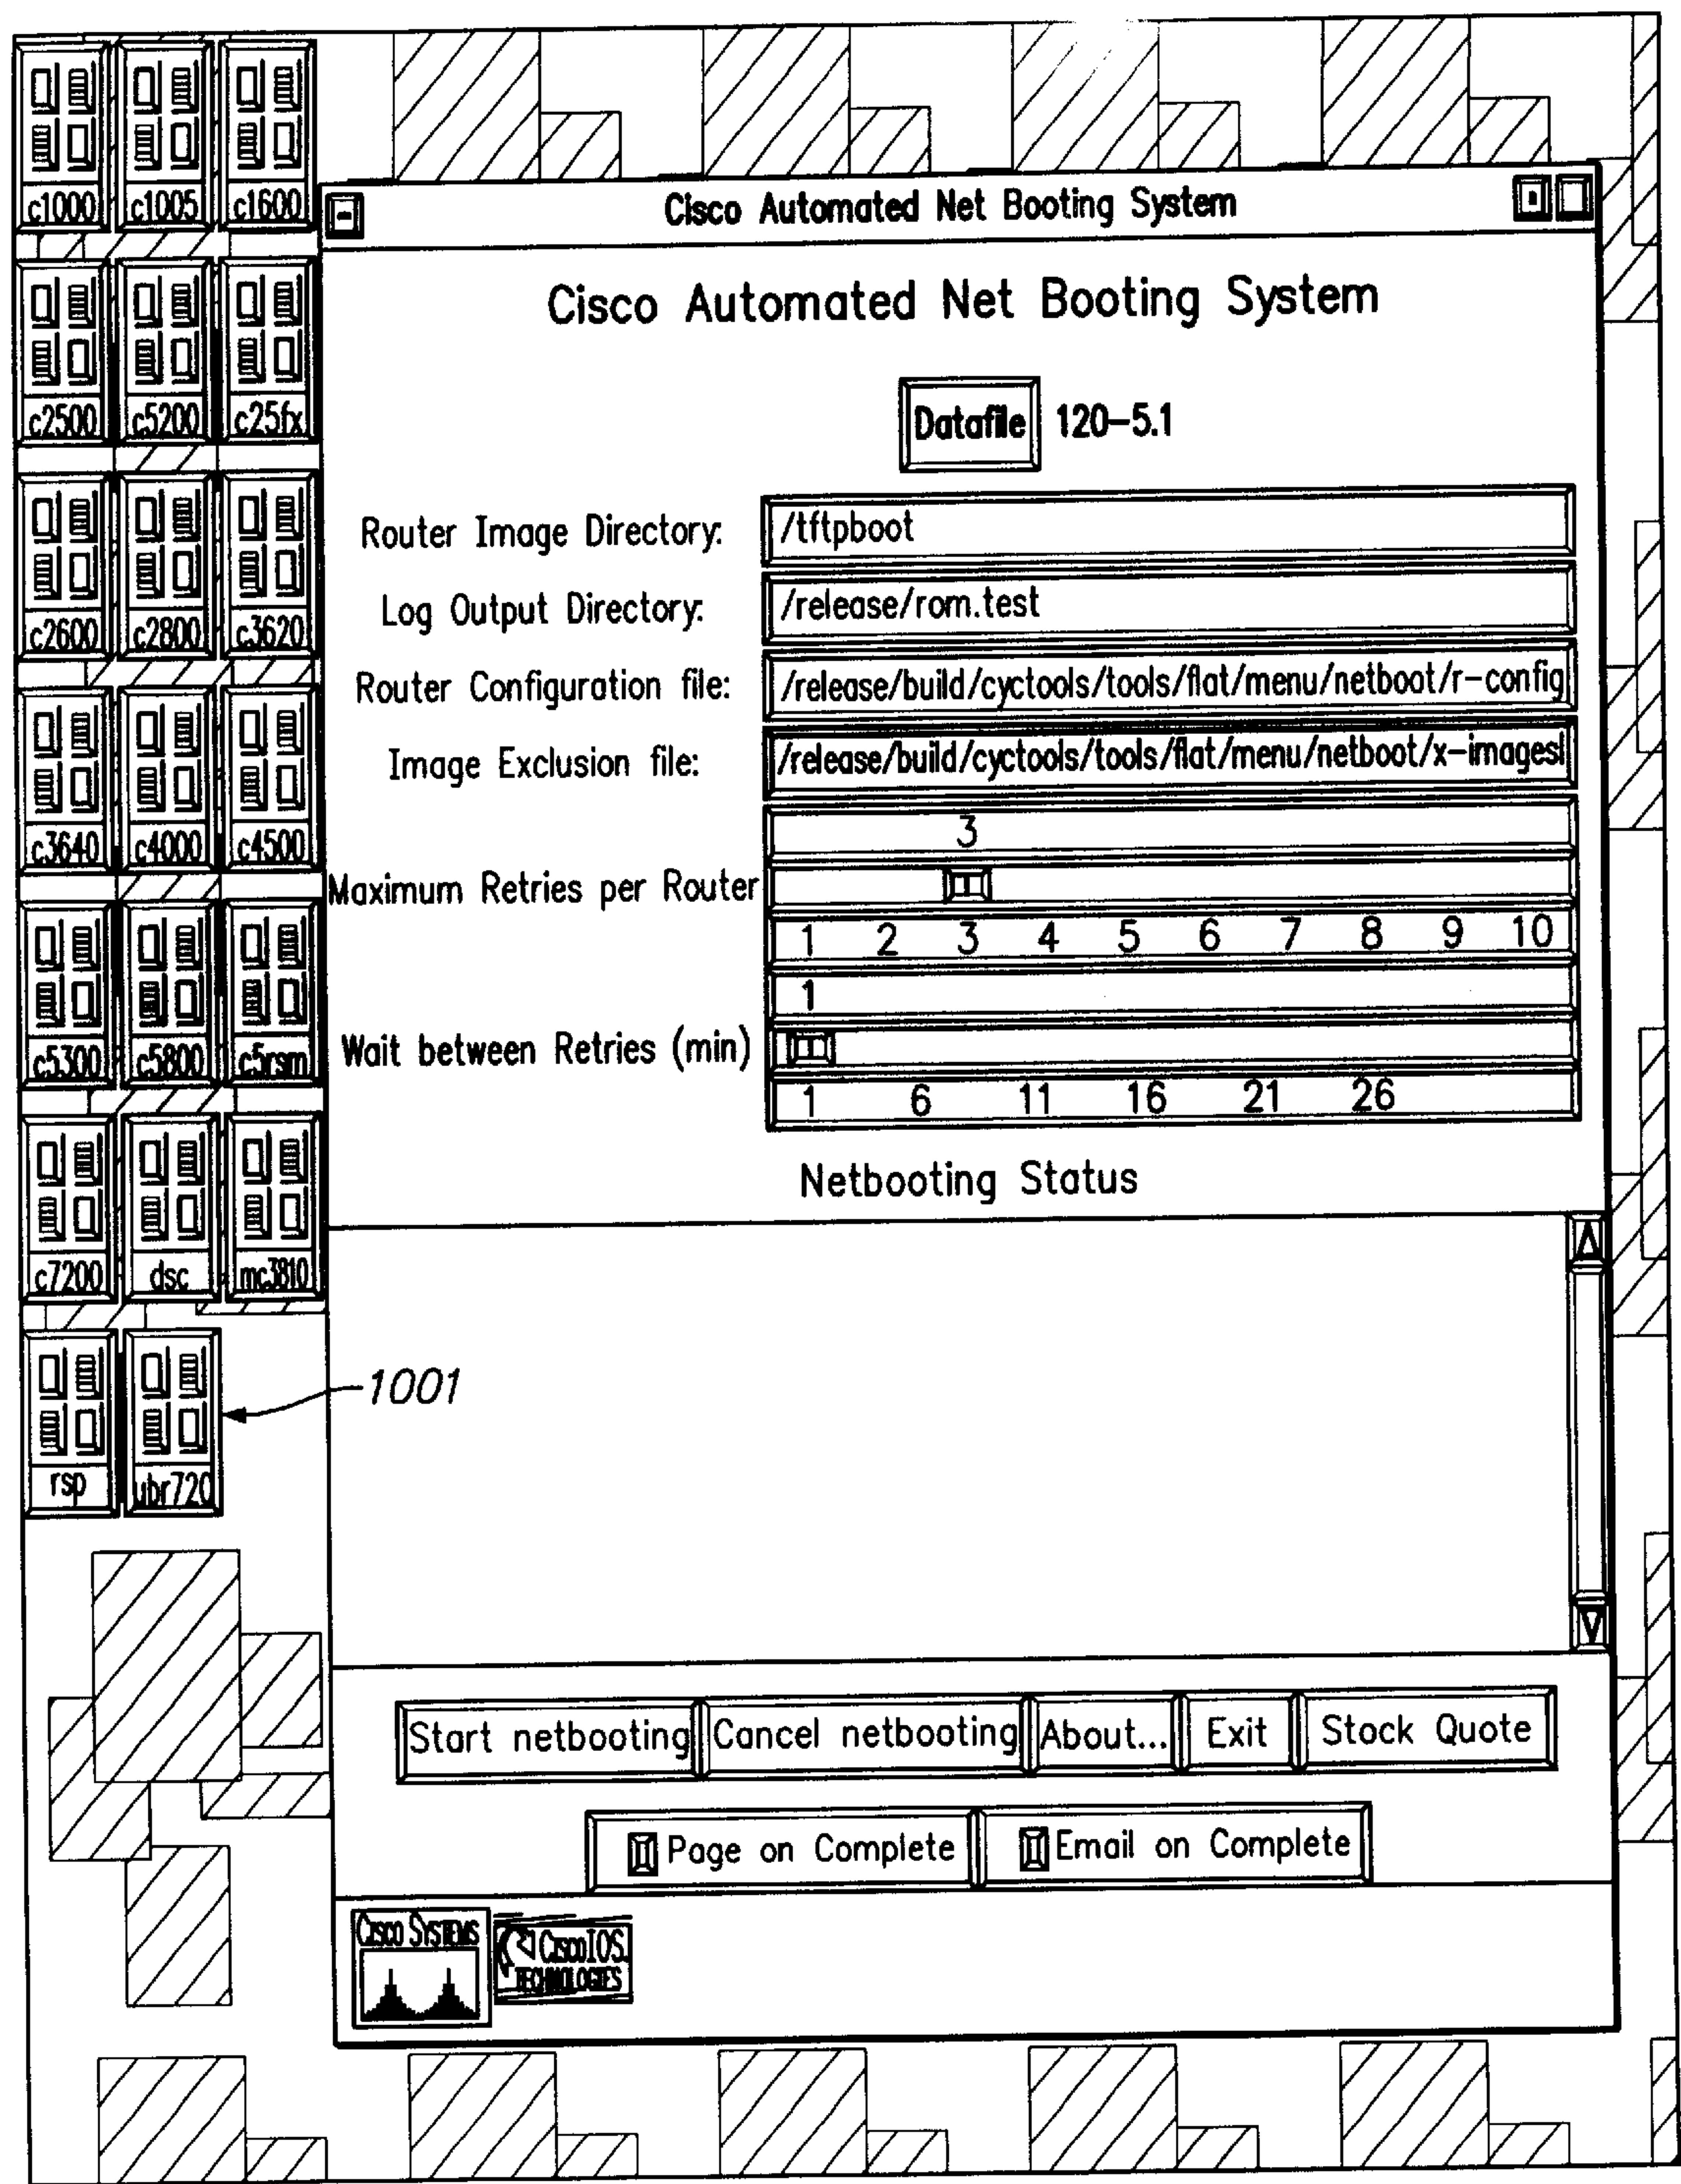 c1000 c1005 c1600
Cisco Automated Net Booting System
Cisco Automated Net Booting System
c2500 c5200 c25fx
Datafile 120-5.1
Router Image Directory: /tftpboot
Log Output Directory: /release/rom.test
c2600 c2800 c3620
Router Configuration file: /release/build/cyctools/tools/flat/menu/netboot/r-config
Image Exclusion file: /release/build/cyctools/tools/flat/menu/netboot/x-images
c3640 c4000 c4500
3
Maximum Retries per Router
1 2 3 4 5 6 7 8 9 10
1
c5300 c5800 c5rsm
Wait between Retries (min)
1 6 11 16 21 26
Netbooting Status
c7200 dsc mc3810
1001
rsp ubr720
Start netbooting Cancel netbooting About... Exit Stock Quote
Page on Complete Email on Complete
Cisco Systems
Cisco IOS
TECHNOLOGIES